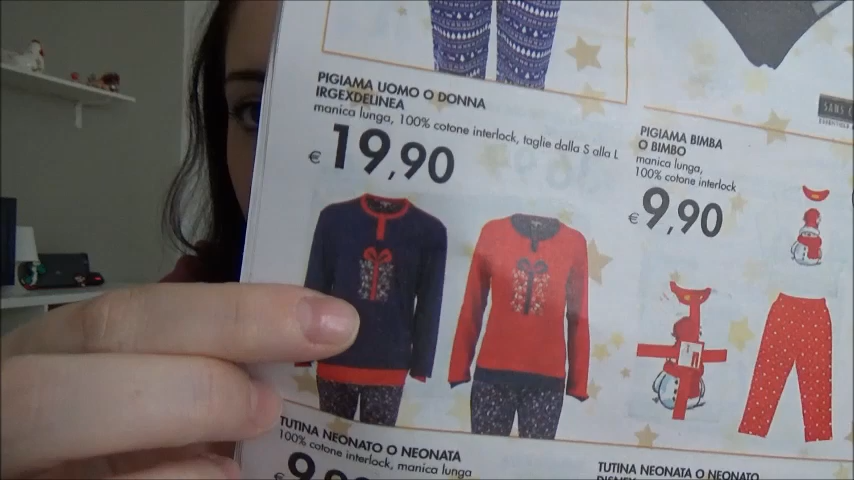 PIGIAMA UOMO O DONNA
IRGEXDELINEA
manica lunga, 100% cotone interlock, taglie dalla S alla L
€ 19,90
PIGIAMA BIMBA
O BIMBO
manica lunga,
100% cotone interlock
€ 9,90
TUTINA NEONATO O NEONATA
100% cotone interlock, manica lunga
TUTINA NEONATA O NEONATO
DISNEY